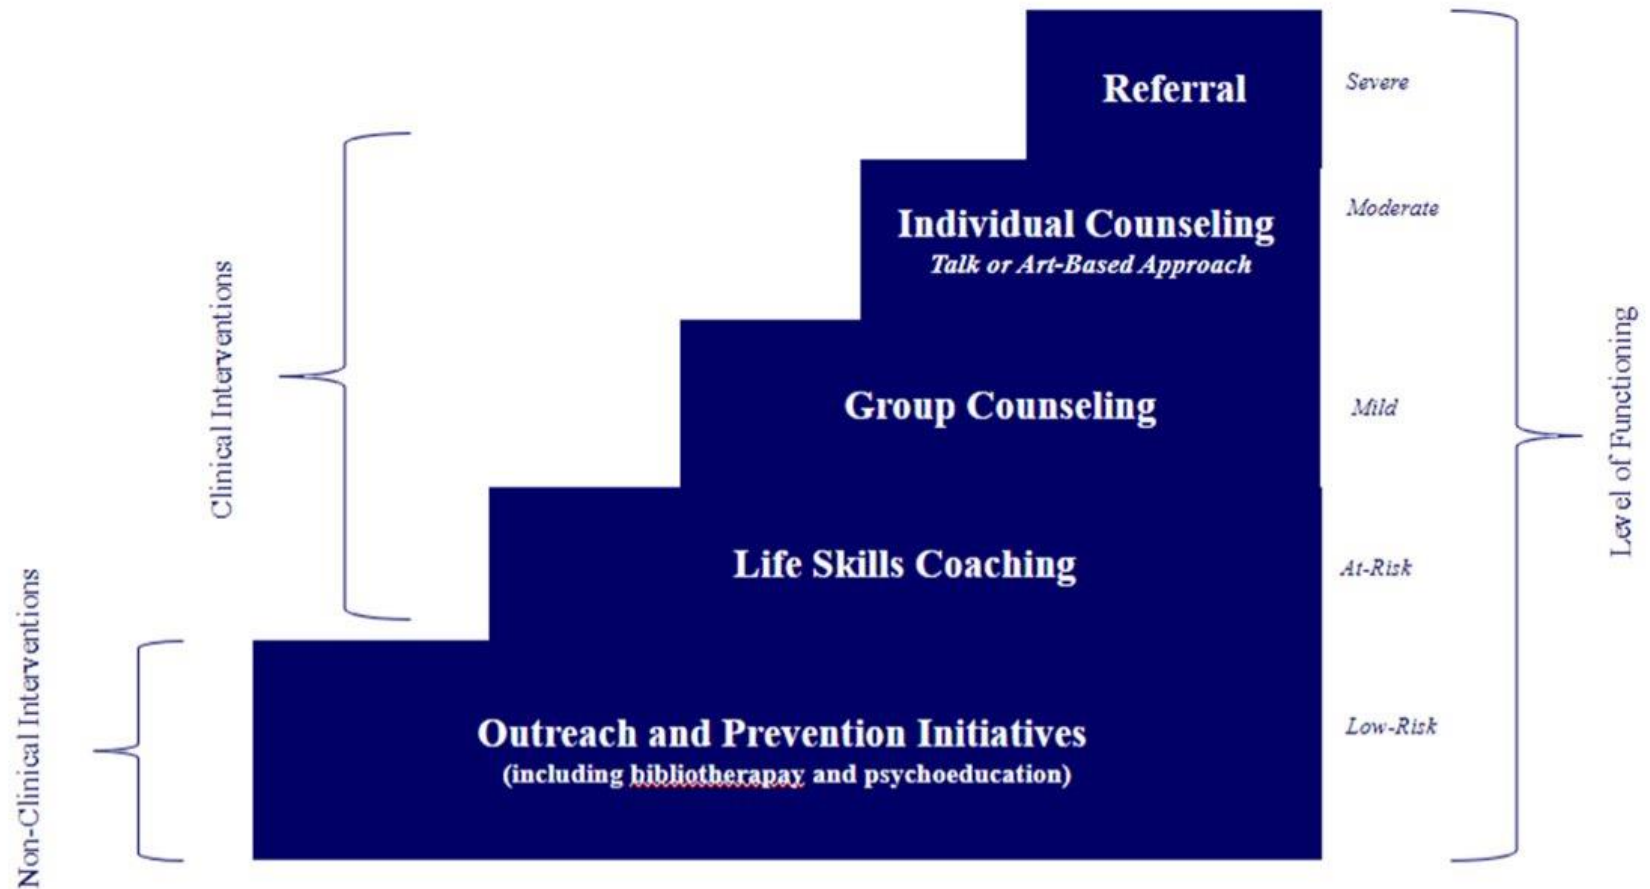 Referral
Severe
Individual Counseling
Talk or Art-Based Approach
Moderate
Group Counseling
Mild
Life Skills Coaching
At-Risk
Outreach and Prevention Initiatives
(including bibliotherapay and psychoeducation)
Low-Risk
Clinical Interventions
Non-Clinical Interventions
Level of Functioning